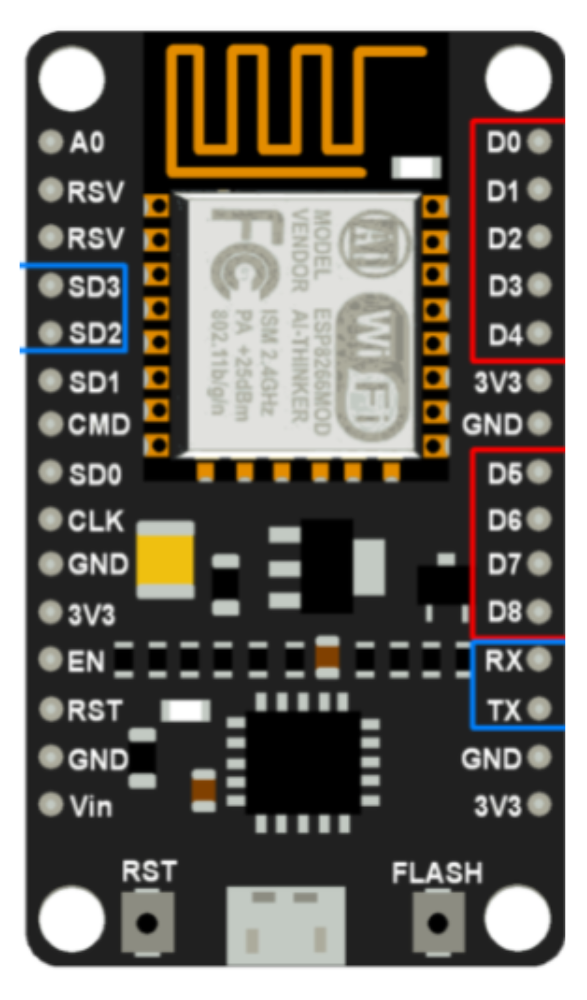 A0
RSV
RSV
SD3
SD2
SD1
CMD
SD0
CLK
GND
3V3
EN
RST
GND
Vin
MODEL ESP8266MOD
VENDOR AI-THINKER
ISM 2.4GHz
PA +25dBm
802.11b/g/n
FC
Wi Fi
D0
D1
D2
D3
D4
3V3
GND
D5
D6
D7
D8
RX
TX
GND
3V3
RST
FLASH